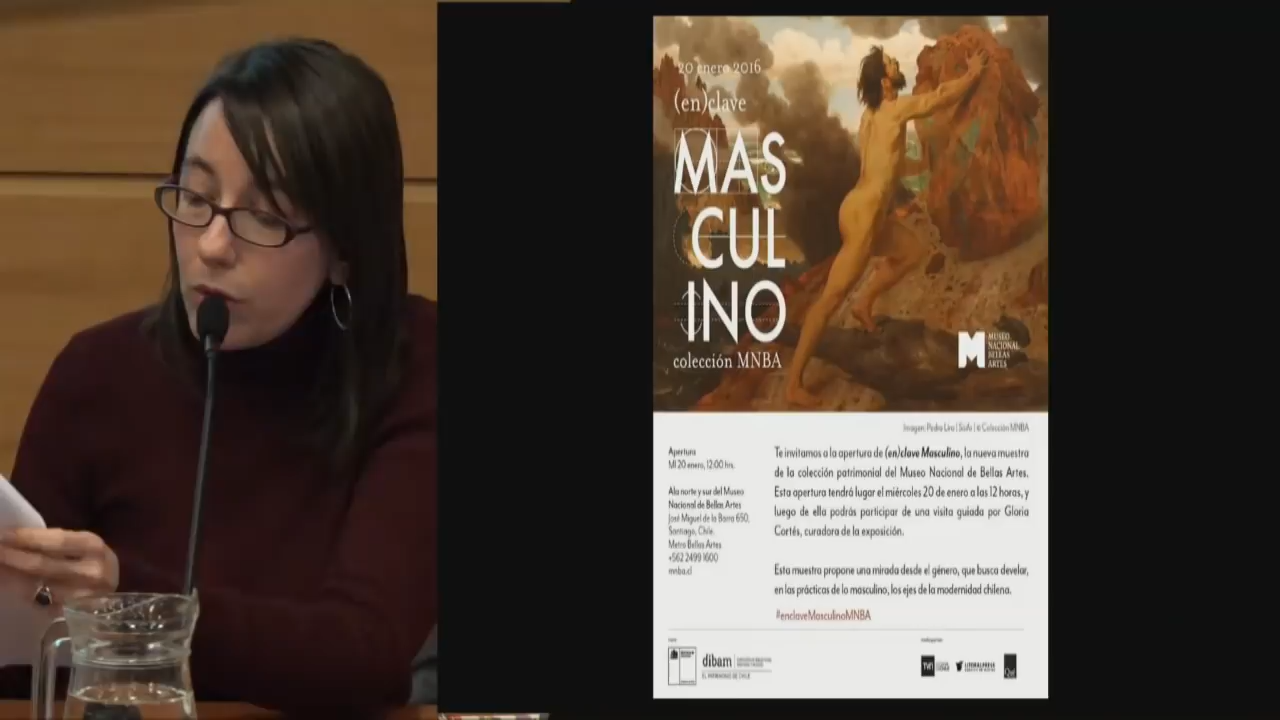 20 enero 2016
(en)clave
MAS
CUL
INO
colección MNBA
MUSEO
NACIONAL
BELLAS
ARTES
Imagen: Pedro Lira | Sísifo | © Colección MNBA
Apertura
MI 20 enero, 12:00 hrs.
Ala norte y sur del Museo
Nacional de Bellas Artes
José Miguel de la Barra 650,
Santiago, Chile.
Metro Bellas Artes
+562 2499 1600
mnba.cl
Te invitamos a la apertura de (en)clave Masculino, la nueva muestra
de la colección patrimonial del Museo Nacional de Bellas Artes.
Esta apertura tendrá lugar el miércoles 20 de enero a las 12 horas, y
luego de ella podrás participar de una visita guiada por Gloria
Cortés, curadora de la exposición.
Esta muestra propone una mirada desde el género, que busca develar,
en las prácticas de lo masculino, los ejes de la modernidad chilena.
#enclaveMasculinoMNBA
dibam
EL PATRIMONIO DE CHILE
TVN
LITORALPRESS